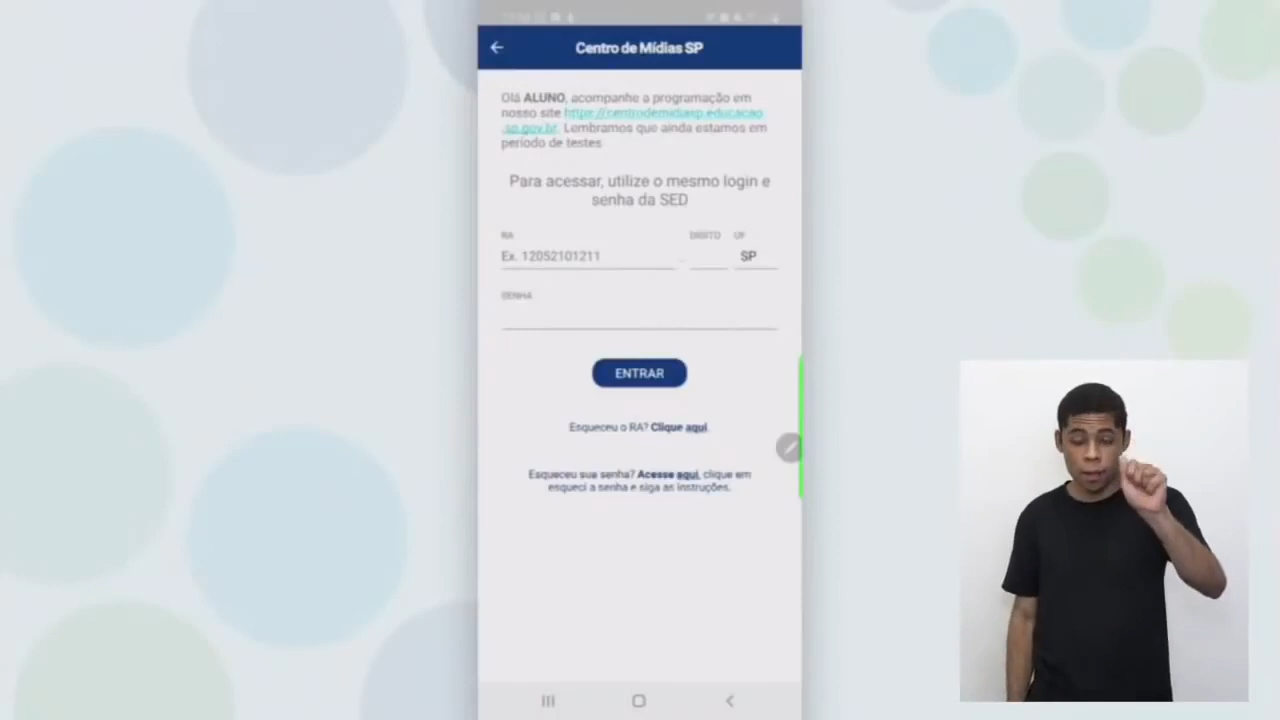 Centro de Mídias SP
Olá ALUNO, acompanhe a programação em
nosso site https://centrodemidiasp.educacao
.sp.gov.br. Lembramos que ainda estamos em
período de testes
Para acessar, utilize o mesmo login e
senha da SED
RA
DÍGITO
UF
Ex. 12052101211
SP
SENHA
ENTRAR
Esqueceu o RA? Clique aqui.
Esqueceu sua senha? Acesse aqui, clique em
esqueci a senha e siga as instruções.